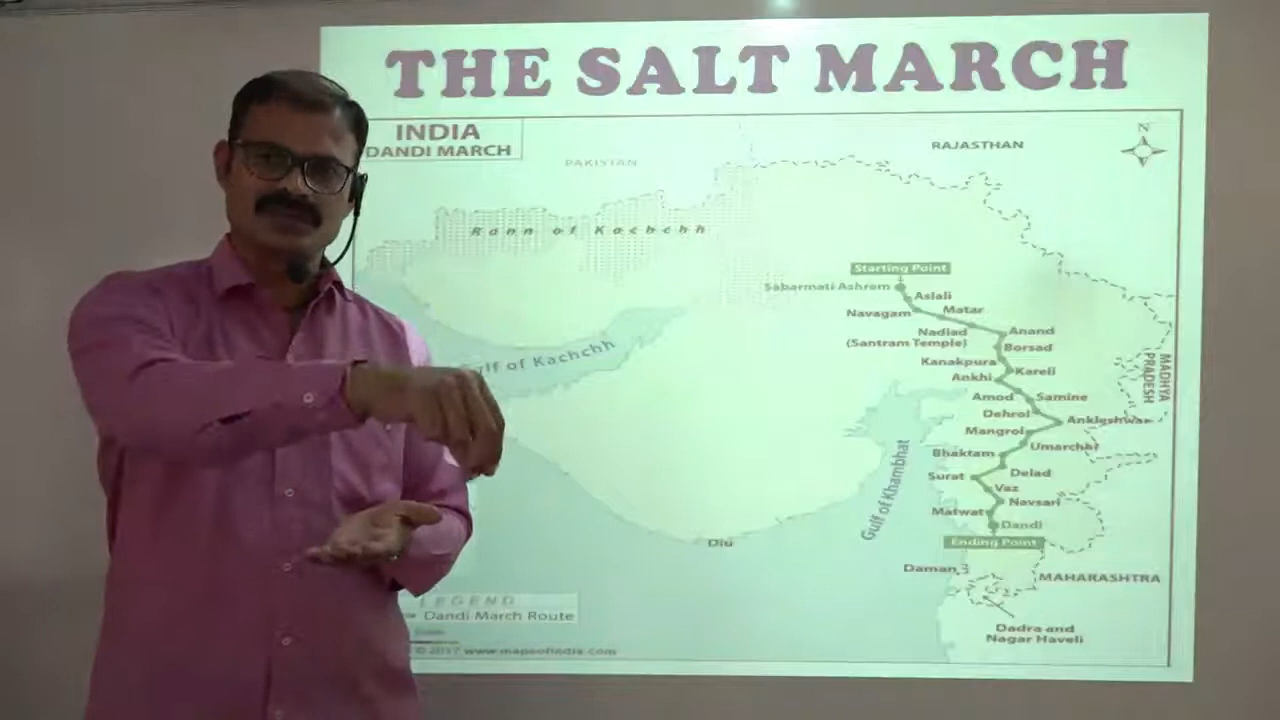 THE SALT MARCH
INDIA
DANDI MARCH
N
RAJASTHAN
PAKISTAN
Rann of Kachchh
Starting Point
Sabarmati Ashrom
Aslali
Navagam
Matar
Nadiad
(Santram Temple)
Anand
Borsad
Kanakpura
Kareli
Ankhi
Amod
Samine
Dehrol
Ankleshwar
Mangrol
Umarchhi
Bhaktam
Surat
Delad
Vaz
Navsari
Matwat
Dandi
Ending Point
MADHYA
PRADESH
Gulf of Kachchh
Gulf of Khambhat
Diu
Daman
MAHARASHTRA
Dadra and
Nagar Haveli
LEGEND
Dandi March Route
© 2017 www.mapsofindia.com